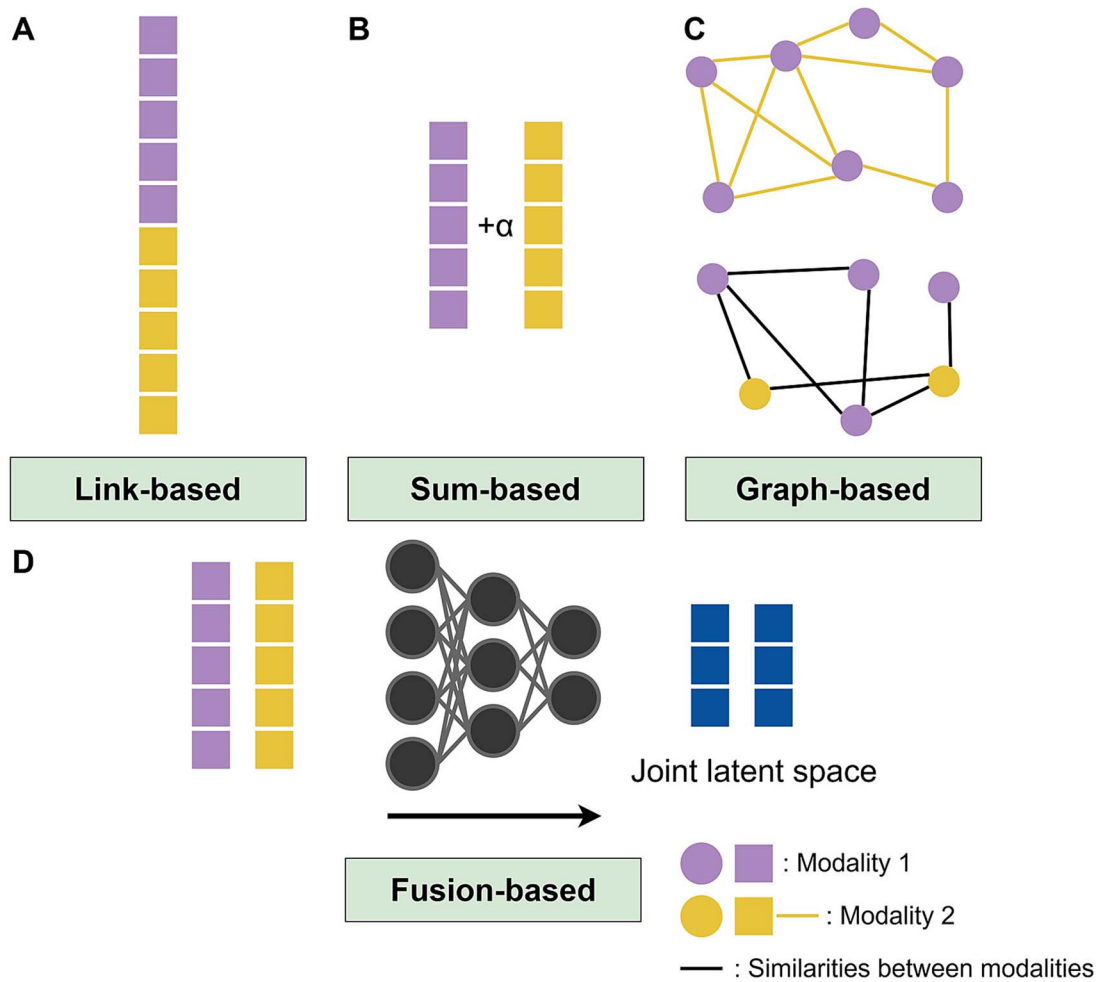 A
B
C
+α
Link-based
Sum-based
Graph-based
D
Joint latent space
Fusion-based
: Modality 1
: Modality 2
: Similarities between modalities